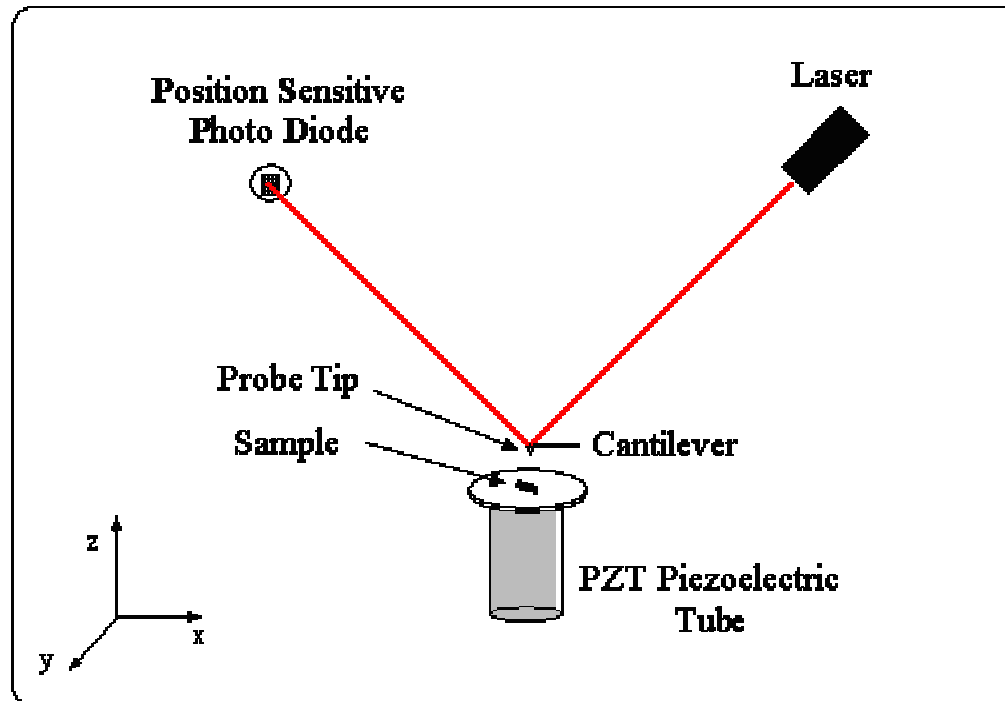 Laser
Position Sensitive
Photo Diode
Probe Tip
Sample
Cantilever
PZT Piezoelectric
Tube
z
x
y